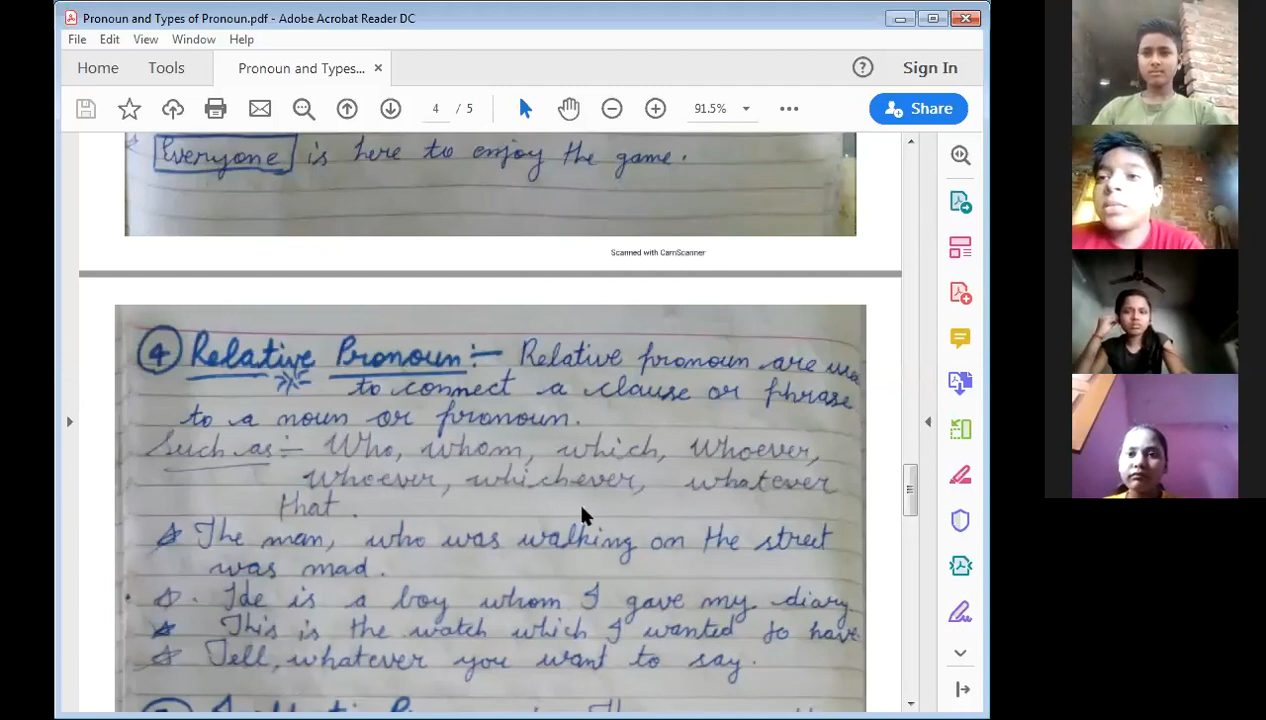 Pronoun and Types of Pronoun.pdf - Adobe Acrobat Reader DC
File Edit View Window Help
Home Tools Pronoun and Types... × Sign In
4 / 5 91.5% Share
Everyone is here to enjoy the game.
Scanned with CamScanner
4 Relative Pronoun :- Relative pronoun are
to connect a clause or phrase
to a noun or pronoun.
Such as :- Who, whom, which, Whoever,
Whoever, whichever, whatever
that.
The man, who was walking on the street
was mad.
is a boy whom I gave my diary
This is the watch which I wanted to have
Tell, whatever you want to say.